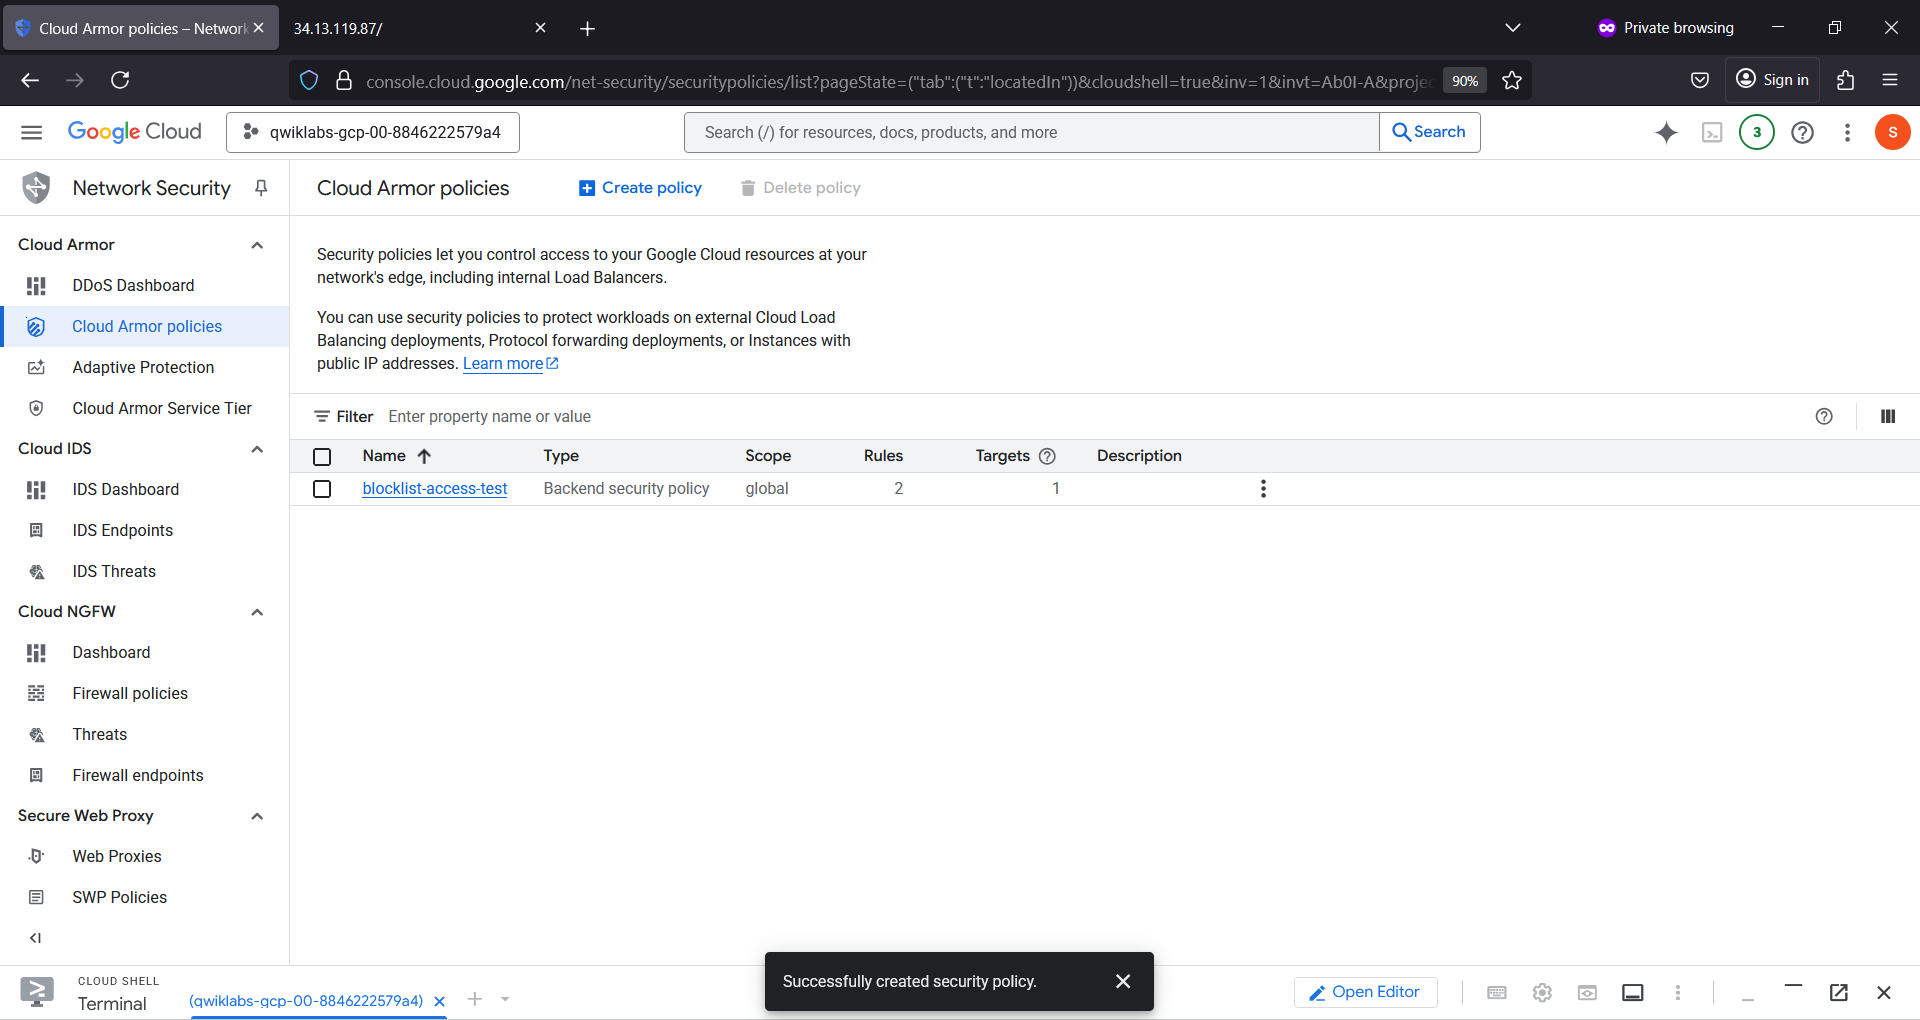 Cloud Armor policies – Network
34.13.119.87/
Private browsing
console.cloud.google.com/net-security/securitypolicies/list?pageState=("tab":("t":"locatedIn"))&cloudshell=true&inv=1&invt=Ab0I-A&proje
90%
Sign in
Google Cloud
qwiklabs-gcp-00-8846222579a4
Search (/) for resources, docs, products, and more
Search
3
S
Network Security
Cloud Armor policies
Create policy
Delete policy
Cloud Armor
DDoS Dashboard
Cloud Armor policies
Adaptive Protection
Cloud Armor Service Tier
Cloud IDS
IDS Dashboard
IDS Endpoints
IDS Threats
Cloud NGFW
Dashboard
Firewall policies
Threats
Firewall endpoints
Secure Web Proxy
Web Proxies
SWP Policies
Security policies let you control access to your Google Cloud resources at your
network's edge, including internal Load Balancers.
You can use security policies to protect workloads on external Cloud Load
Balancing deployments, Protocol forwarding deployments, or Instances with
public IP addresses. Learn more
Filter Enter property name or value
Name Type Scope Rules Targets Description
blocklist-access-test Backend security policy global 2 1
Successfully created security policy.
CLOUD SHELL
Terminal
(qwiklabs-gcp-00-8846222579a4)
Open Editor